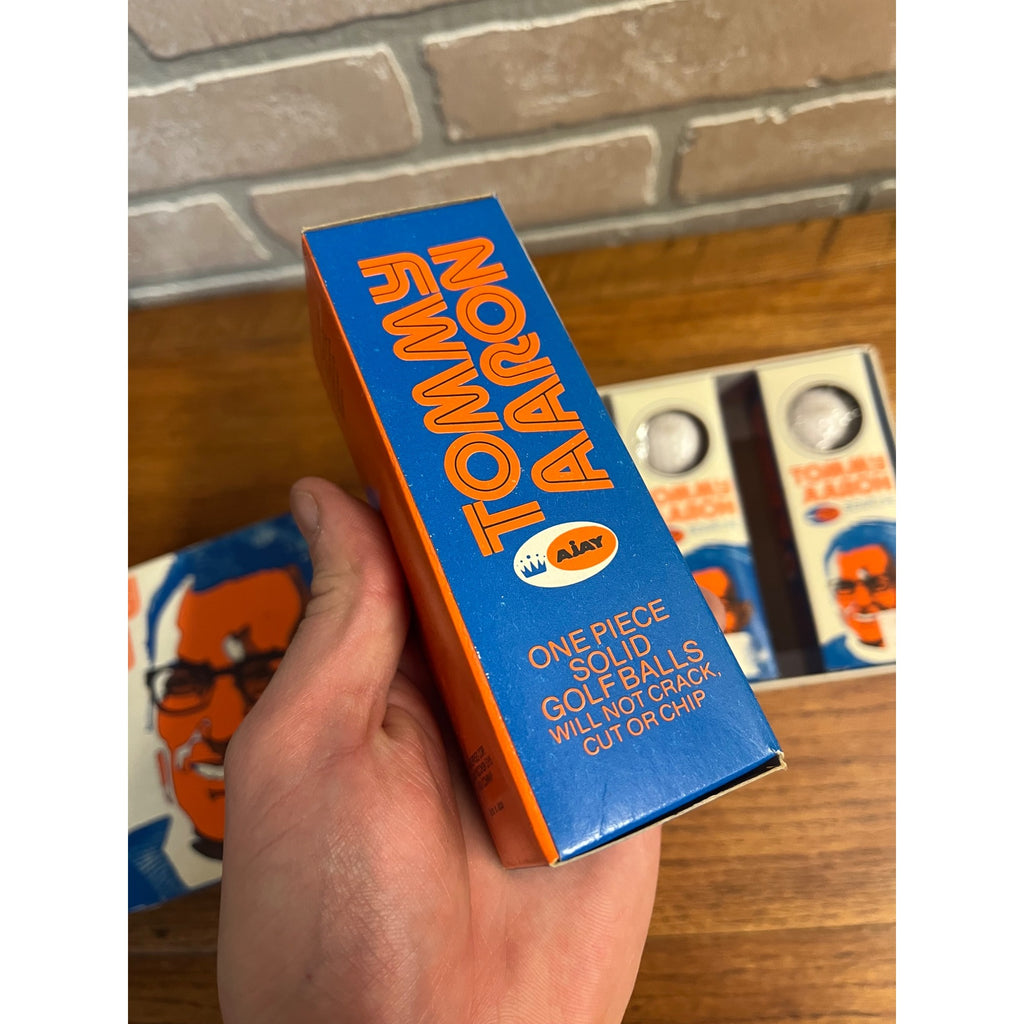 TOMMY
AARON
AJAY
ONE PIECE
SOLID
GOLF BALLS
WILL NOT CRACK,
CUT OR CHIP
TOMMY
AARON
TOMMY
AARON